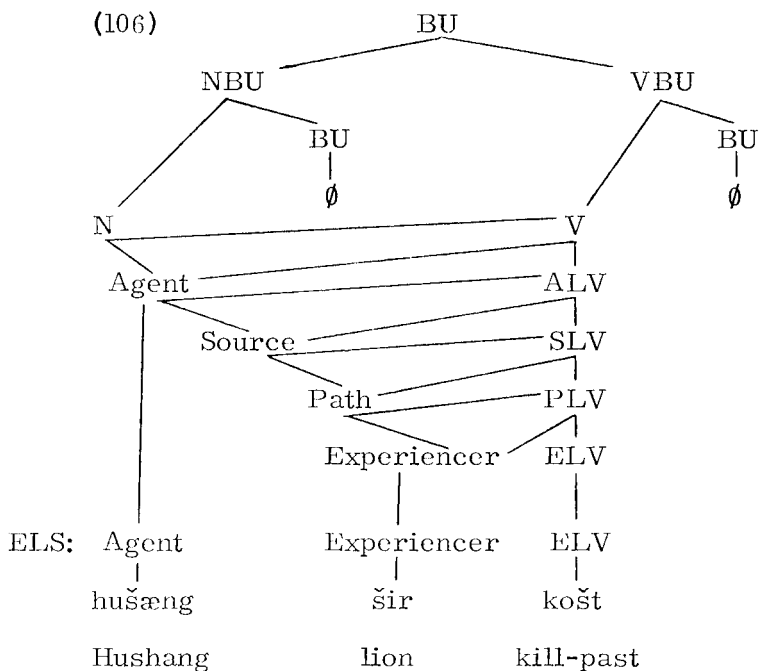 (106) BU
NBU VBU
BU BU
∅ ∅
N V
Agent ALV
Source SLV
Path PLV
Experiencer ELV
ELS: Agent Experiencer ELV
hušæng šir košt
Hushang lion kill-past